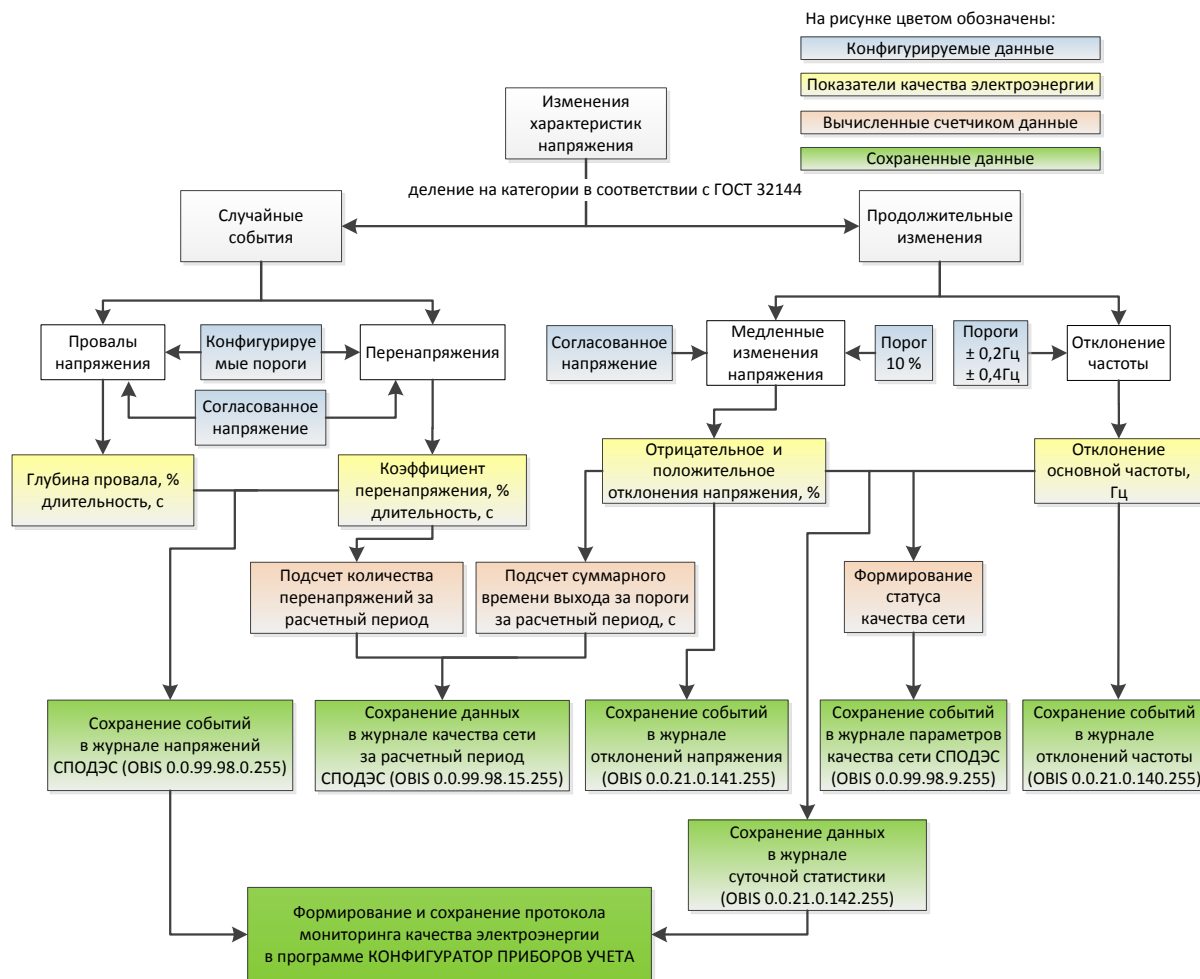 На рисунке цветом обозначены:
Конфигурируемые данные
Показатели качества электроэнергии
Вычисленные счетчиком данные
Сохраненные данные
Изменения
характеристик
напряжения
деление на категории в соответствии с ГОСТ 32144
Случайные
события
Продолжительные
изменения
Провалы
напряжения
Конфигурируе
мые пороги
Перенапряжения
Согласованное
напряжение
Согласованное
напряжение
Медленные
изменения
напряжения
Порог
10 %
Пороги
± 0,2Гц
± 0,4Гц
Отклонение
частоты
Глубина провала, %
длительность, с
Коэффициент
перенапряжения, %
длительность, с
Отрицательное и
положительное
отклонения напряжения, %
Отклонение
основной частоты,
Гц
Подсчет количества
перенапряжений за
расчетный период
Подсчет суммарного
времени выхода за пороги
за расчетный период, с
Формирование
статуса
качества сети
Сохранение событий
в журнале напряжений
СПОДЭС (OBIS 0.0.99.98.0.255)
Сохранение данных
в журнале качества сети
за расчетный период
СПОДЭС (OBIS 0.0.99.98.15.255)
Сохранение событий
в журнале
отклонений напряжения
(OBIS 0.0.21.0.141.255)
Сохранение событий
в журнале параметров
качества сети СПОДЭС
(OBIS 0.0.99.98.9.255)
Сохранение событий
в журнале
отклонений частоты
(OBIS 0.0.21.0.140.255)
Сохранение данных
в журнале
суточной статистики
(OBIS 0.0.21.0.142.255)
Формирование и сохранение протокола
мониторинга качества электроэнергии
в программе КОНФИГУРАТОР ПРИБОРОВ УЧЕТА